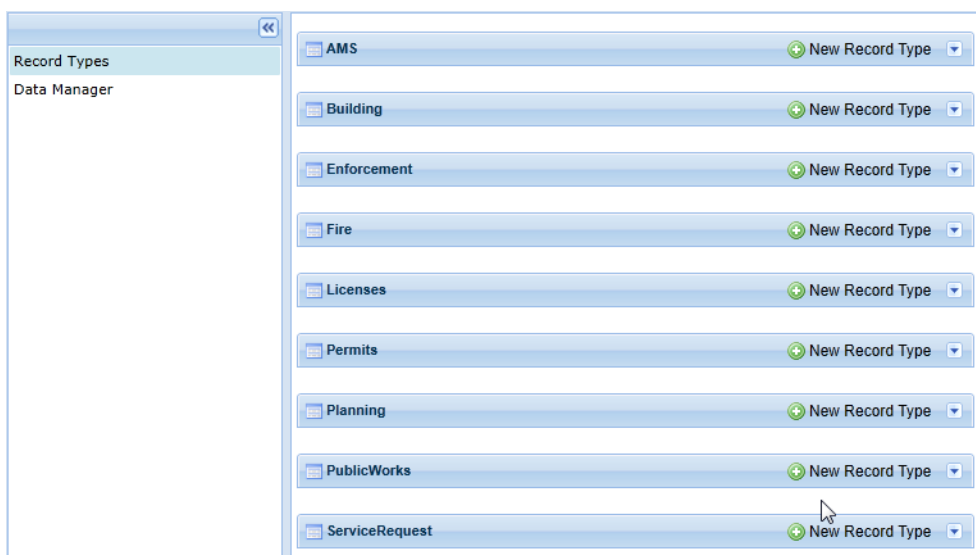 Record Types
Data Manager
AMS New Record Type
Building New Record Type
Enforcement New Record Type
Fire New Record Type
Licenses New Record Type
Permits New Record Type
Planning New Record Type
PublicWorks New Record Type
ServiceRequest New Record Type